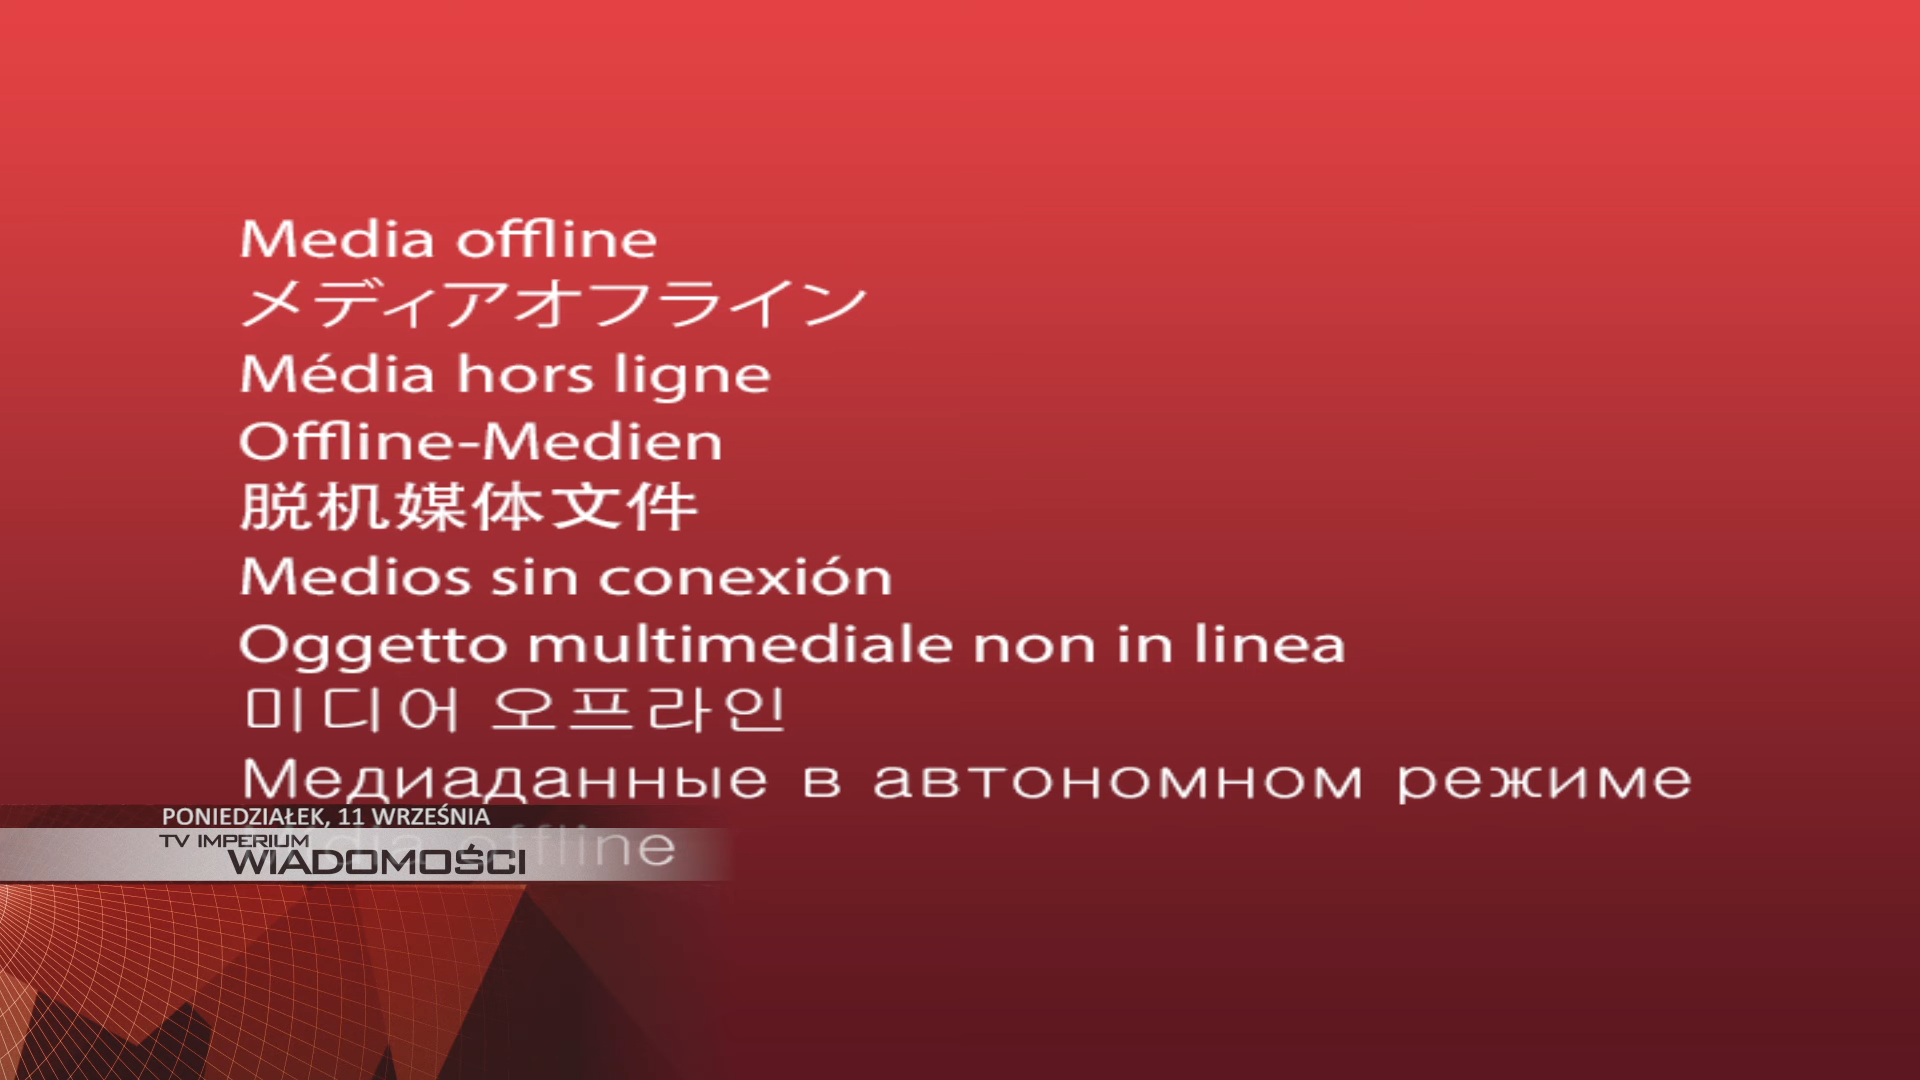 Media offline
メディアオフライン
Média hors ligne
Offline-Medien
脱机媒体文件
Medios sin conexión
Oggetto multimediale non in linea
미디어 오프라인
Медиаданные в автономном режиме
Mídia offline
PONIEDZIAŁEK, 11 WRZEŚNIA
TV IMPERIUM
WIADOMOŚCI